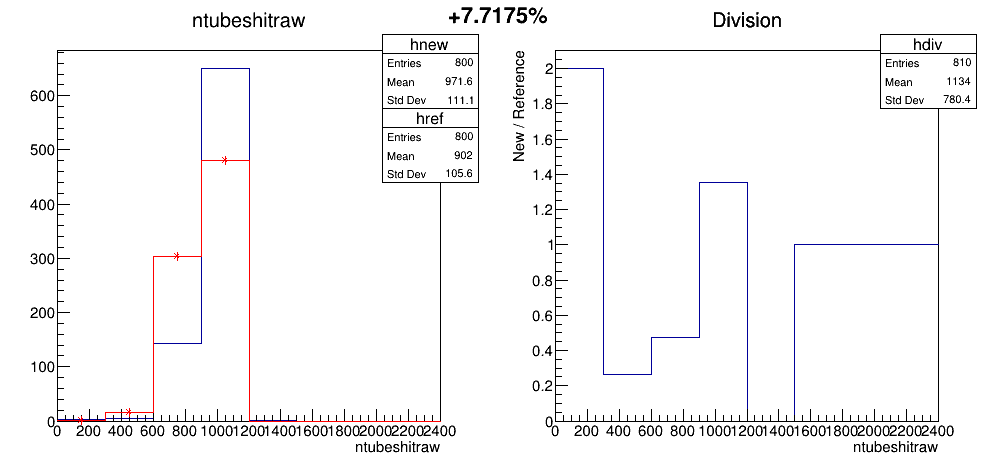 +7.7175%
ntubeshitraw
hnew
Entries 800
Mean 971.6
Std Dev 111.1
href
Entries 800
Mean 902
Std Dev 105.6
600
500
400
300
200
100
0
0 200 400 600 800 1000 1200 1400 1600 1800 2000 2200 2400
ntubeshitraw
Division
hdiv
Entries 810
Mean 1134
Std Dev 780.4
New / Reference
2
1.8
1.6
1.4
1.2
1
0.8
0.6
0.4
0.2
0
0 200 400 600 800 1000 1200 1400 1600 1800 2000 2200 2400
ntubeshitraw